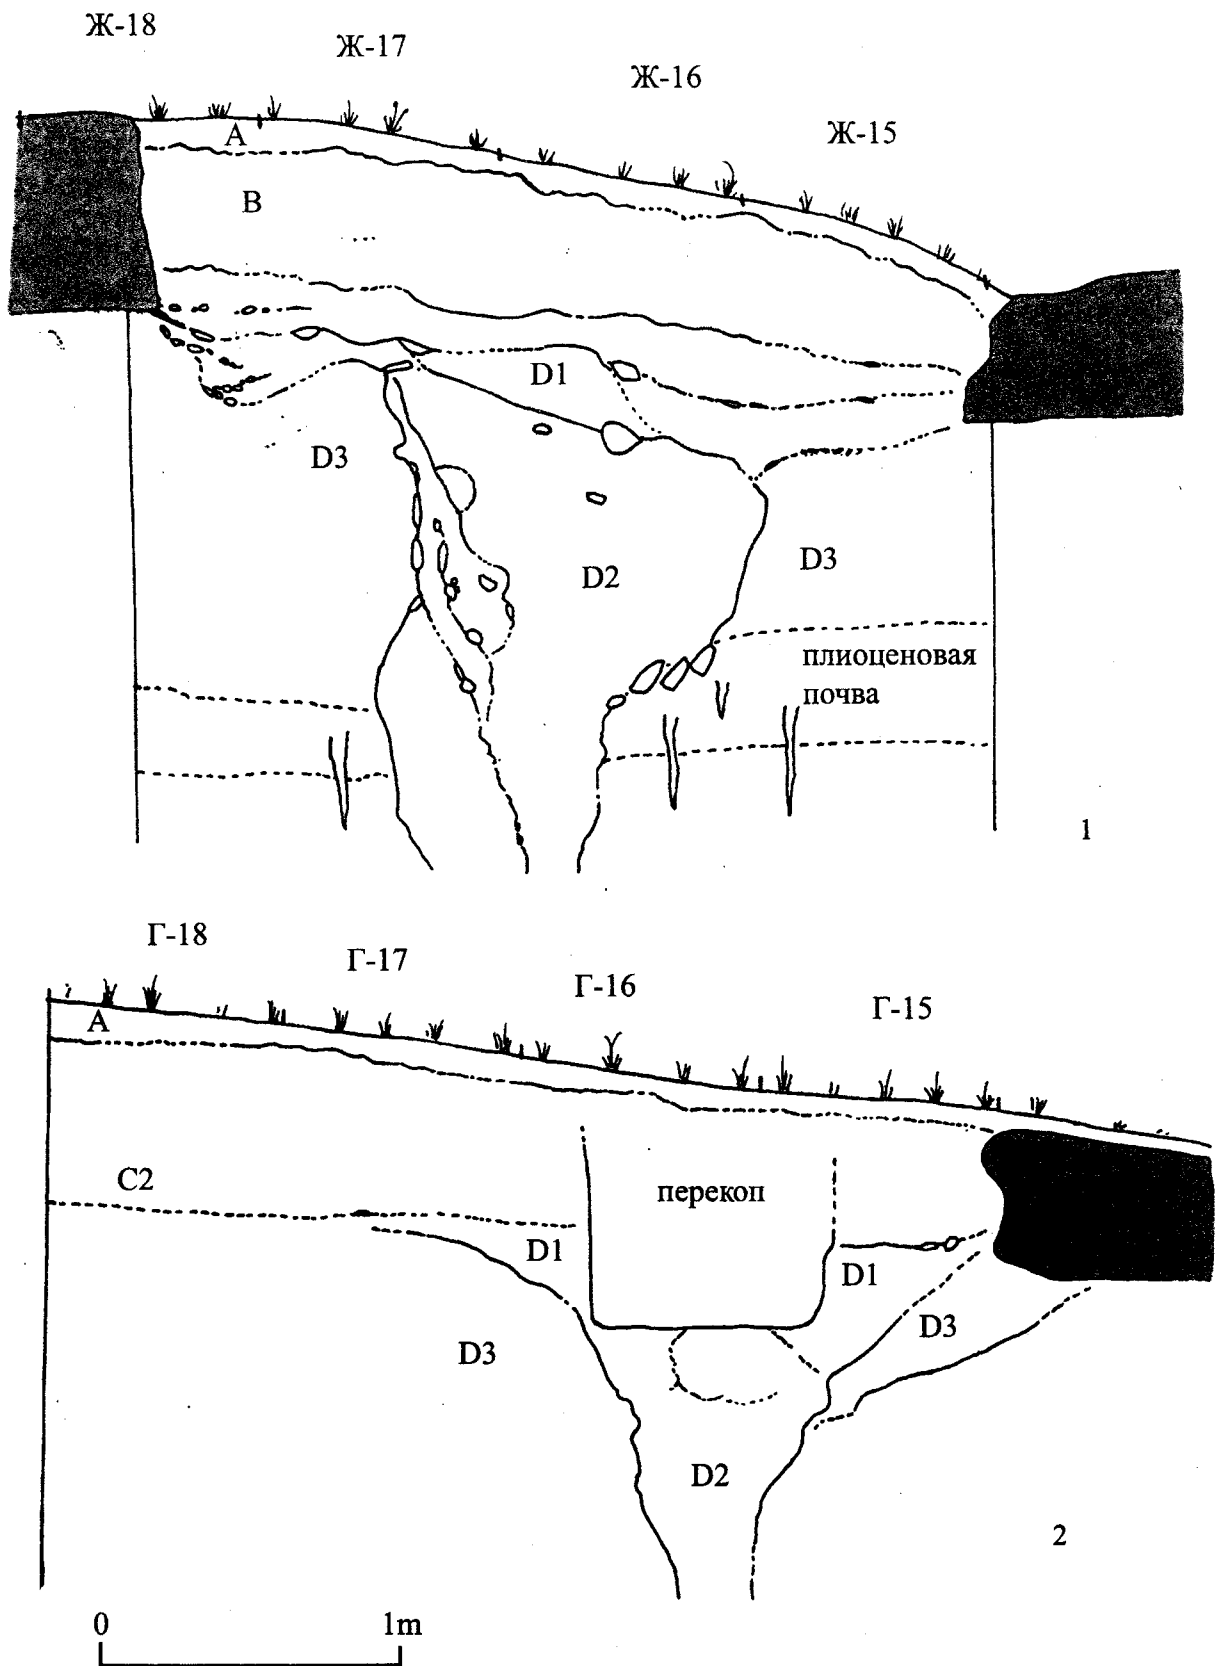 Ж-18
Ж-17
Ж-16
Ж-15
A
B
D1
D3
D2
D3
плиоценовая
почва
1
Г-18
Г-17
Г-16
Г-15
A
C2
перекоп
D1
D1
D3
D3
D2
2
0 1m